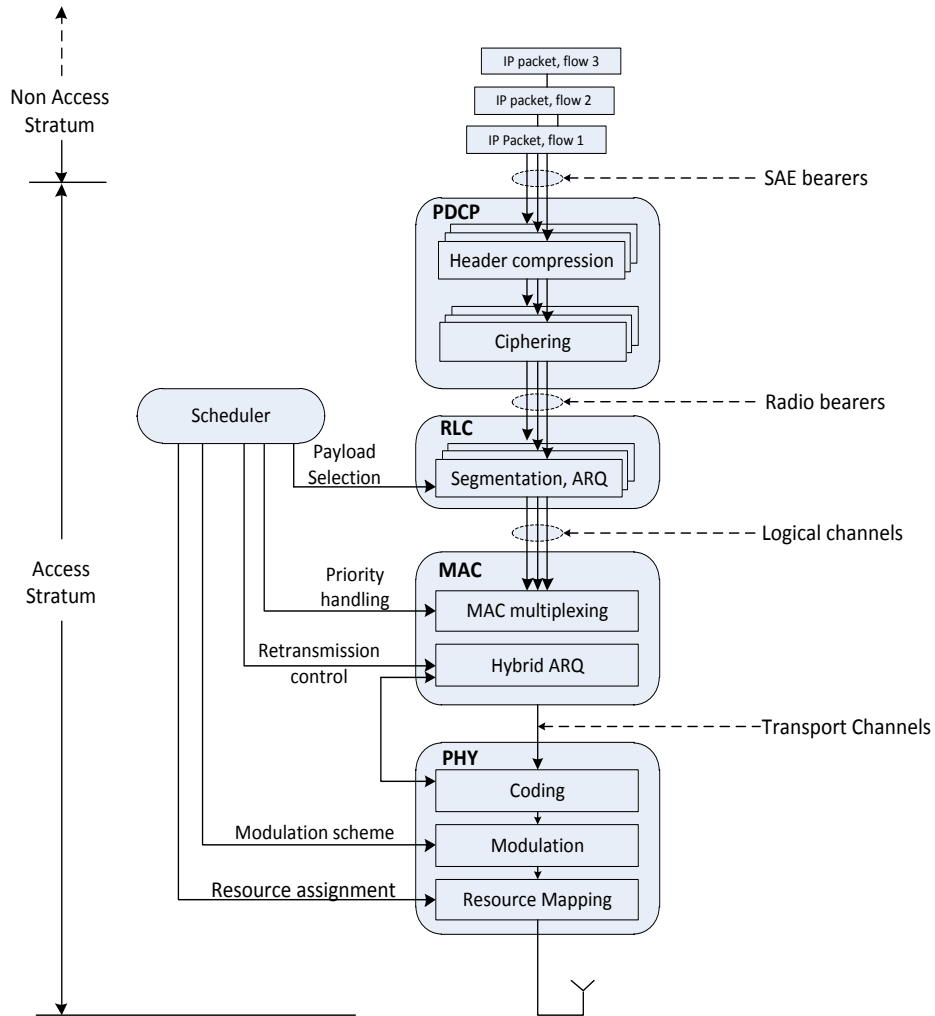 IP packet, flow 3
Non Access
Stratum
IP packet, flow 2
IP Packet, flow 1
SAE bearers
PDCP
Header compression
Ciphering
Radio bearers
Scheduler
RLC
Payload
Selection
Segmentation, ARQ
Logical channels
Access
Stratum
MAC
Priority
handling
MAC multiplexing
Retransmission
control
Hybrid ARQ
Transport Channels
PHY
Coding
Modulation scheme
Modulation
Resource assignment
Resource Mapping